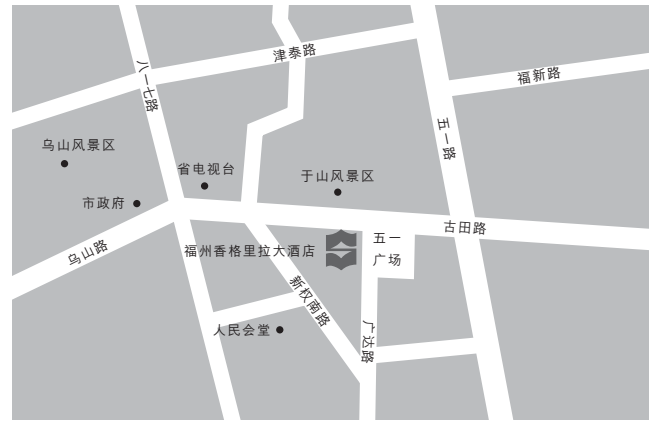 津泰路
福新路
八一七路
五一路
乌山风景区
省电视台
于山风景区
市政府
古田路
五一
广场
乌山路
福州香格里拉大酒店
新权南路
人民会堂
广达路